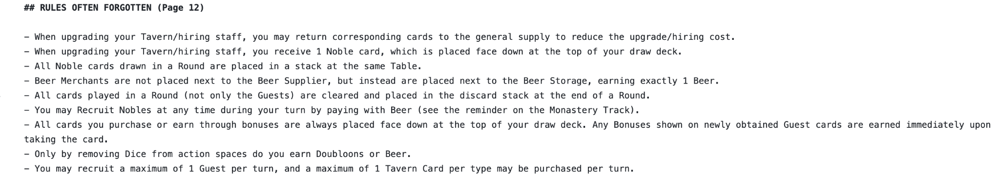 ## RULES OFTEN FORGOTTEN (Page 12)
– When upgrading your Tavern/hiring staff, you may return corresponding cards to the general supply to reduce the upgrade/hiring cost.
– When upgrading your Tavern/hiring staff, you receive 1 Noble card, which is placed face down at the top of your draw deck.
– All Noble cards drawn in a Round are placed in a stack at the same Table.
– Beer Merchants are not placed next to the Beer Supplier, but instead are placed next to the Beer Storage, earning exactly 1 Beer.
– All cards played in a Round (not only the Guests) are cleared and placed in the discard stack at the end of a Round.
– You may Recruit Nobles at any time during your turn by paying with Beer (see the reminder on the Monastery Track).
– All cards you purchase or earn through bonuses are always placed face down at the top of your draw deck. Any Bonuses shown on newly obtained Guest cards are earned immediately upon
taking the card.
– Only by removing Dice from action spaces do you earn Doubloons or Beer.
– You may recruit a maximum of 1 Guest per turn, and a maximum of 1 Tavern Card per type may be purchased per turn.